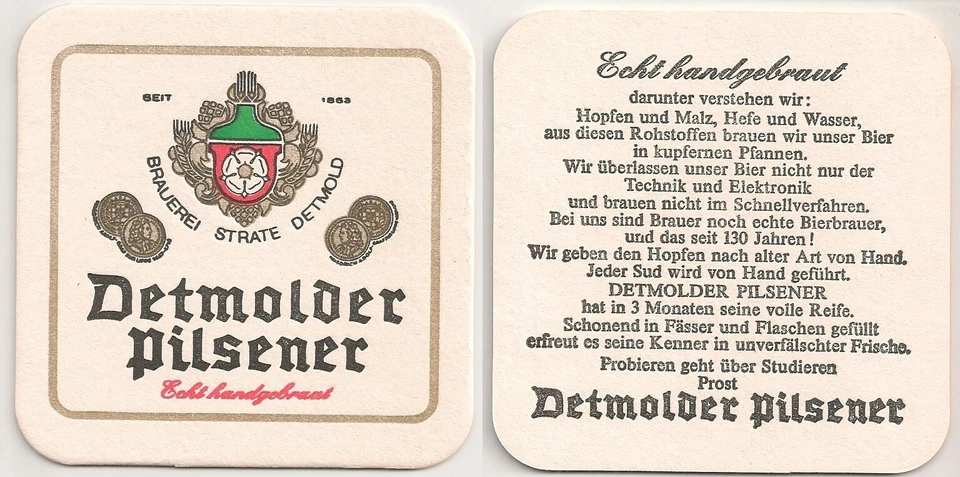 SEIT 1863
BRAUEREI STRATE DETMOLD
Detmolder
Pilsener
Echt handgebraut
Echt handgebraut
darunter verstehen wir:
Hopfen und Malz, Hefe und Wasser,
aus diesen Rohstoffen brauen wir unser Bier
in kupfernen Pfannen.
Wir überlassen unser Bier nicht nur der
Technik und Elektronik
und brauen nicht im Schnellverfahren.
Bei uns sind Brauer noch echte Bierbrauer,
und das seit 130 Jahren!
Wir geben den Hopfen nach alter Art von Hand.
Jeder Sud wird von Hand geführt.
DETMOLDER PILSENER
hat in 3 Monaten seine volle Reife.
Schonend in Fässer und Flaschen gefüllt
erfreut es seine Kenner in unverfälschter Frische.
Probieren geht über Studieren
Prost
Detmolder Pilsener